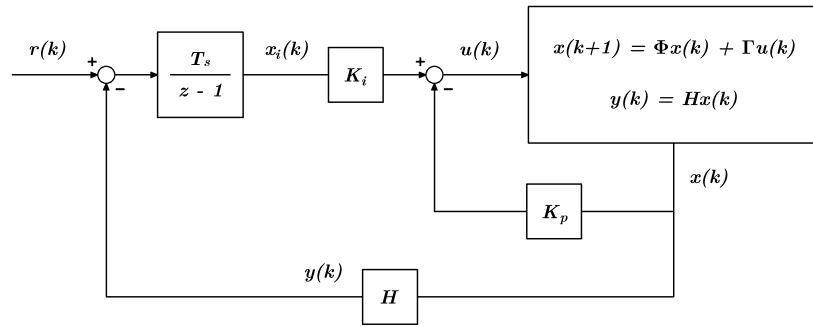 r(k)
+
−
T_s
z - 1
x_i(k)
K_i
+
−
u(k)
x(k+1) = Φx(k) + Γu(k)
y(k) = Hx(k)
x(k)
K_p
y(k)
H